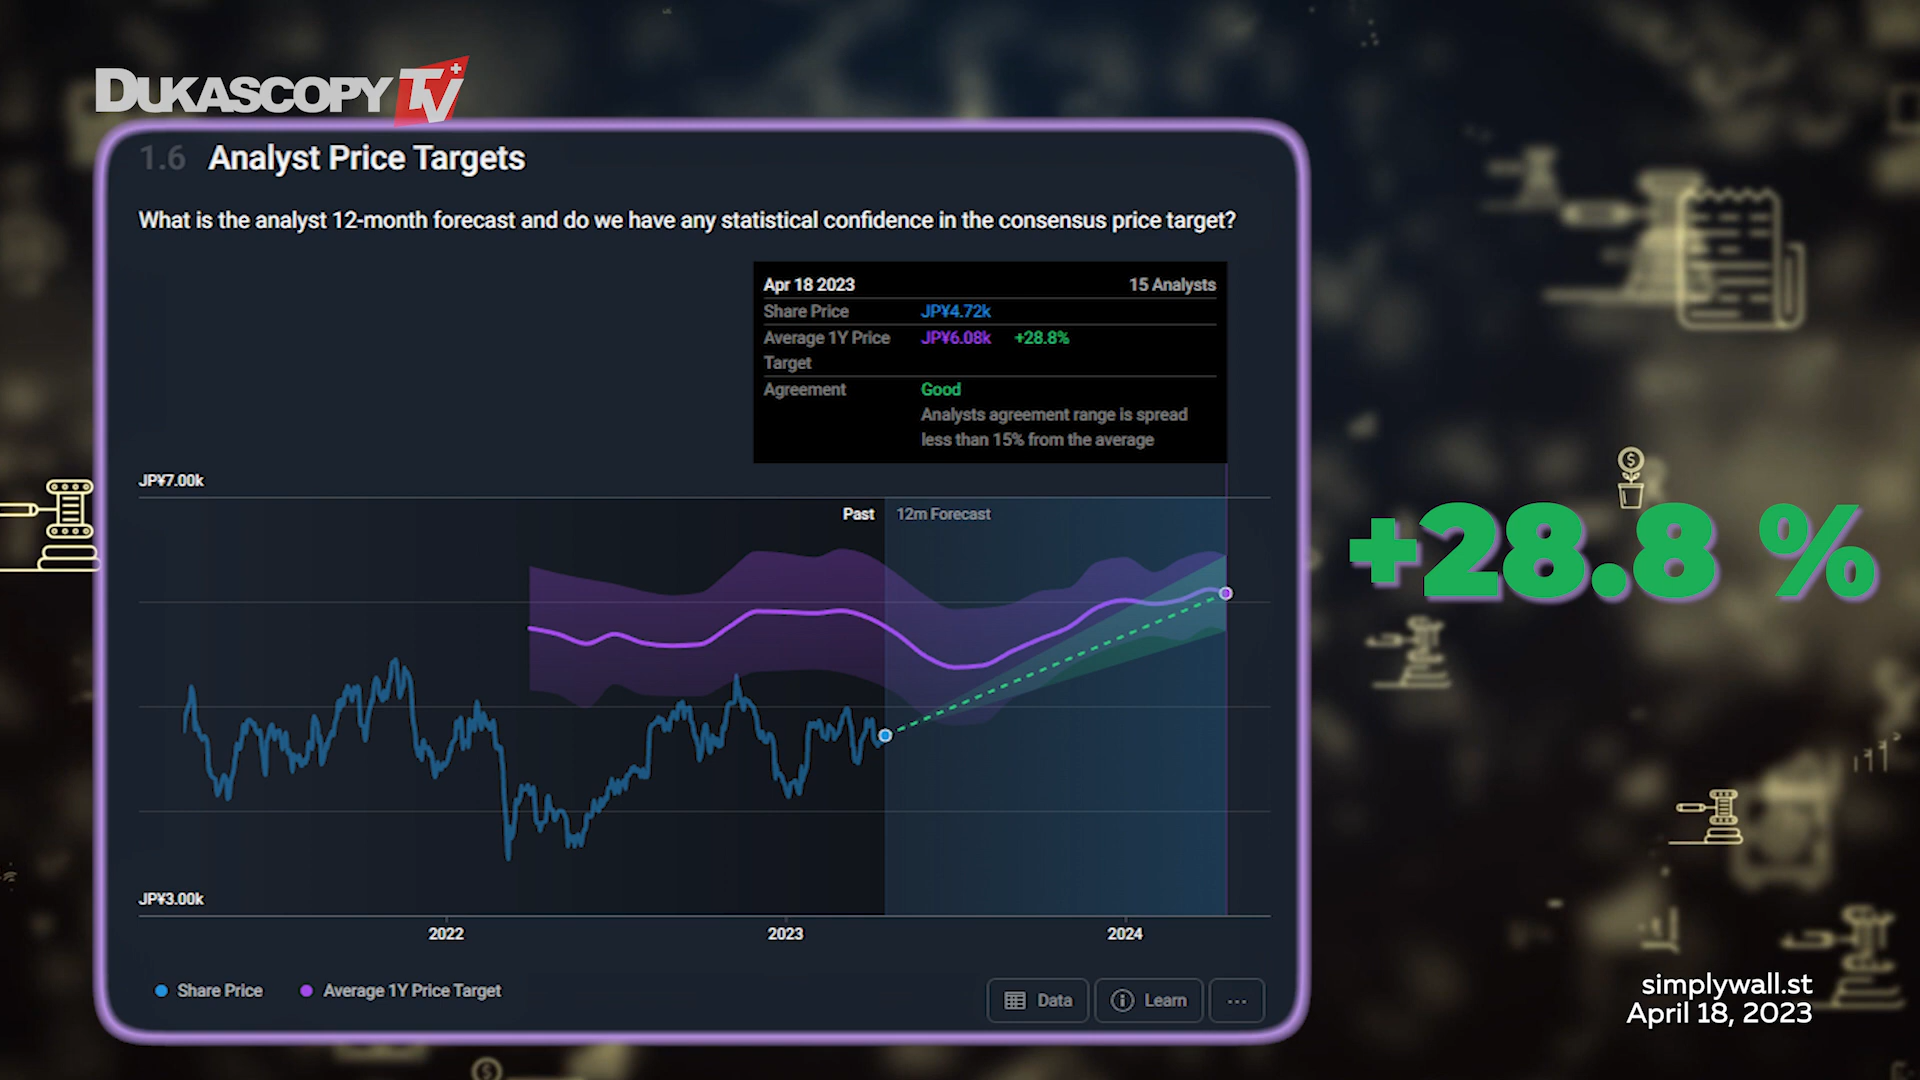 DUKASCOPY TV
1.6 Analyst Price Targets
What is the analyst 12-month forecast and do we have any statistical confidence in the consensus price target?
Apr 18 2023 15 Analysts
Share Price JP¥4.72k
Average 1Y Price JP¥6.08k +28.8%
Target
Agreement Good
Analysts agreement range is spread
less than 15% from the average
JP¥7.00k
Past 12m Forecast
+28.8 %
JP¥3.00k
2022 2023 2024
Share Price Average 1Y Price Target
Data Learn ...
simplywall.st
April 18, 2023